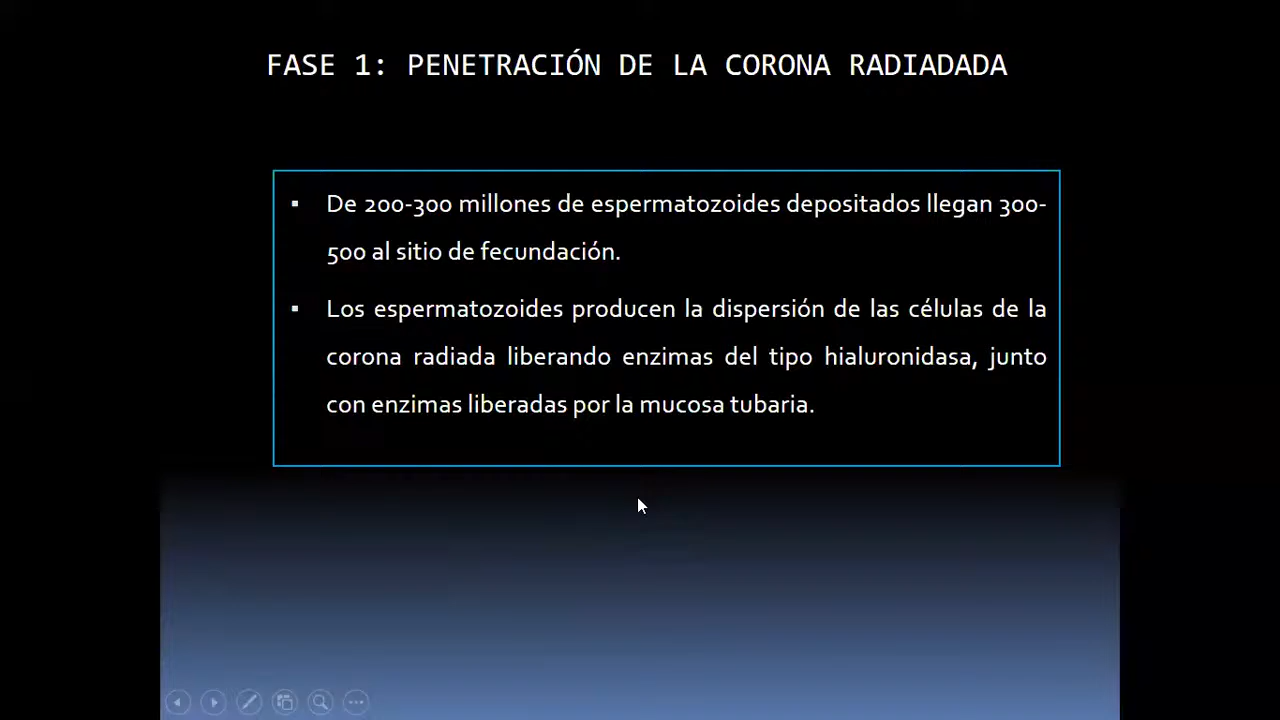 FASE 1: PENETRACIÓN DE LA CORONA RADIADADA
▪ De 200-300 millones de espermatozoides depositados llegan 300-
500 al sitio de fecundación.
▪ Los espermatozoides producen la dispersión de las células de la
corona radiada liberando enzimas del tipo hialuronidasa, junto
con enzimas liberadas por la mucosa tubaria.